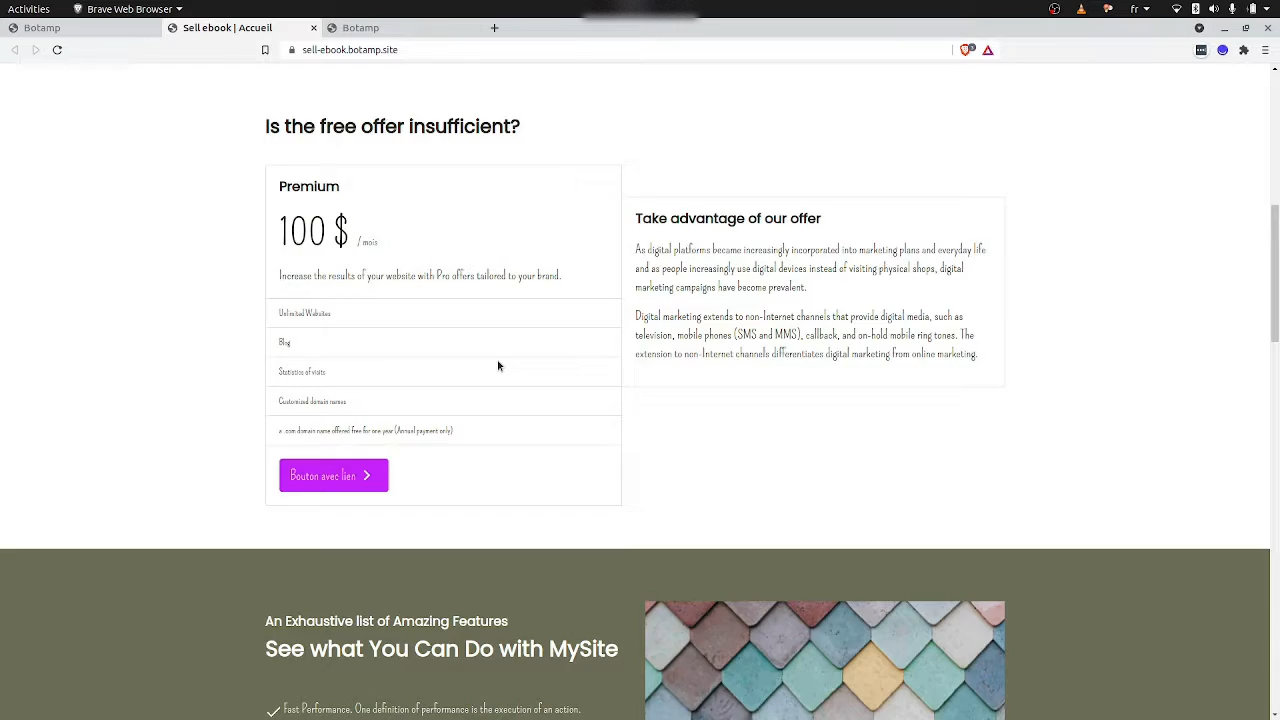 Activities
Brave Web Browser
fr
Botamp
Sell ebook | Accueil
Botamp
sell-ebook.botamp.site
Is the free offer insufficient?
Premium
100 $ / mois
Increase the results of your website with Pro offers tailored to your brand.
Unlimited Websites
Blog
Statistics of visits
Customized domain names
a .com domain name offered free for one year (Annual payment only)
Bouton avec lien
Take advantage of our offer
As digital platforms became increasingly incorporated into marketing plans and everyday life
and as people increasingly use digital devices instead of visiting physical shops, digital
marketing campaigns have become prevalent.
Digital marketing extends to non-Internet channels that provide digital media, such as
television, mobile phones (SMS and MMS), callback, and on-hold mobile ring tones. The
extension to non-Internet channels differentiates digital marketing from online marketing.
An Exhaustive list of Amazing Features
See what You Can Do with MySite
Fast Performance. One definition of performance is the execution of an action.